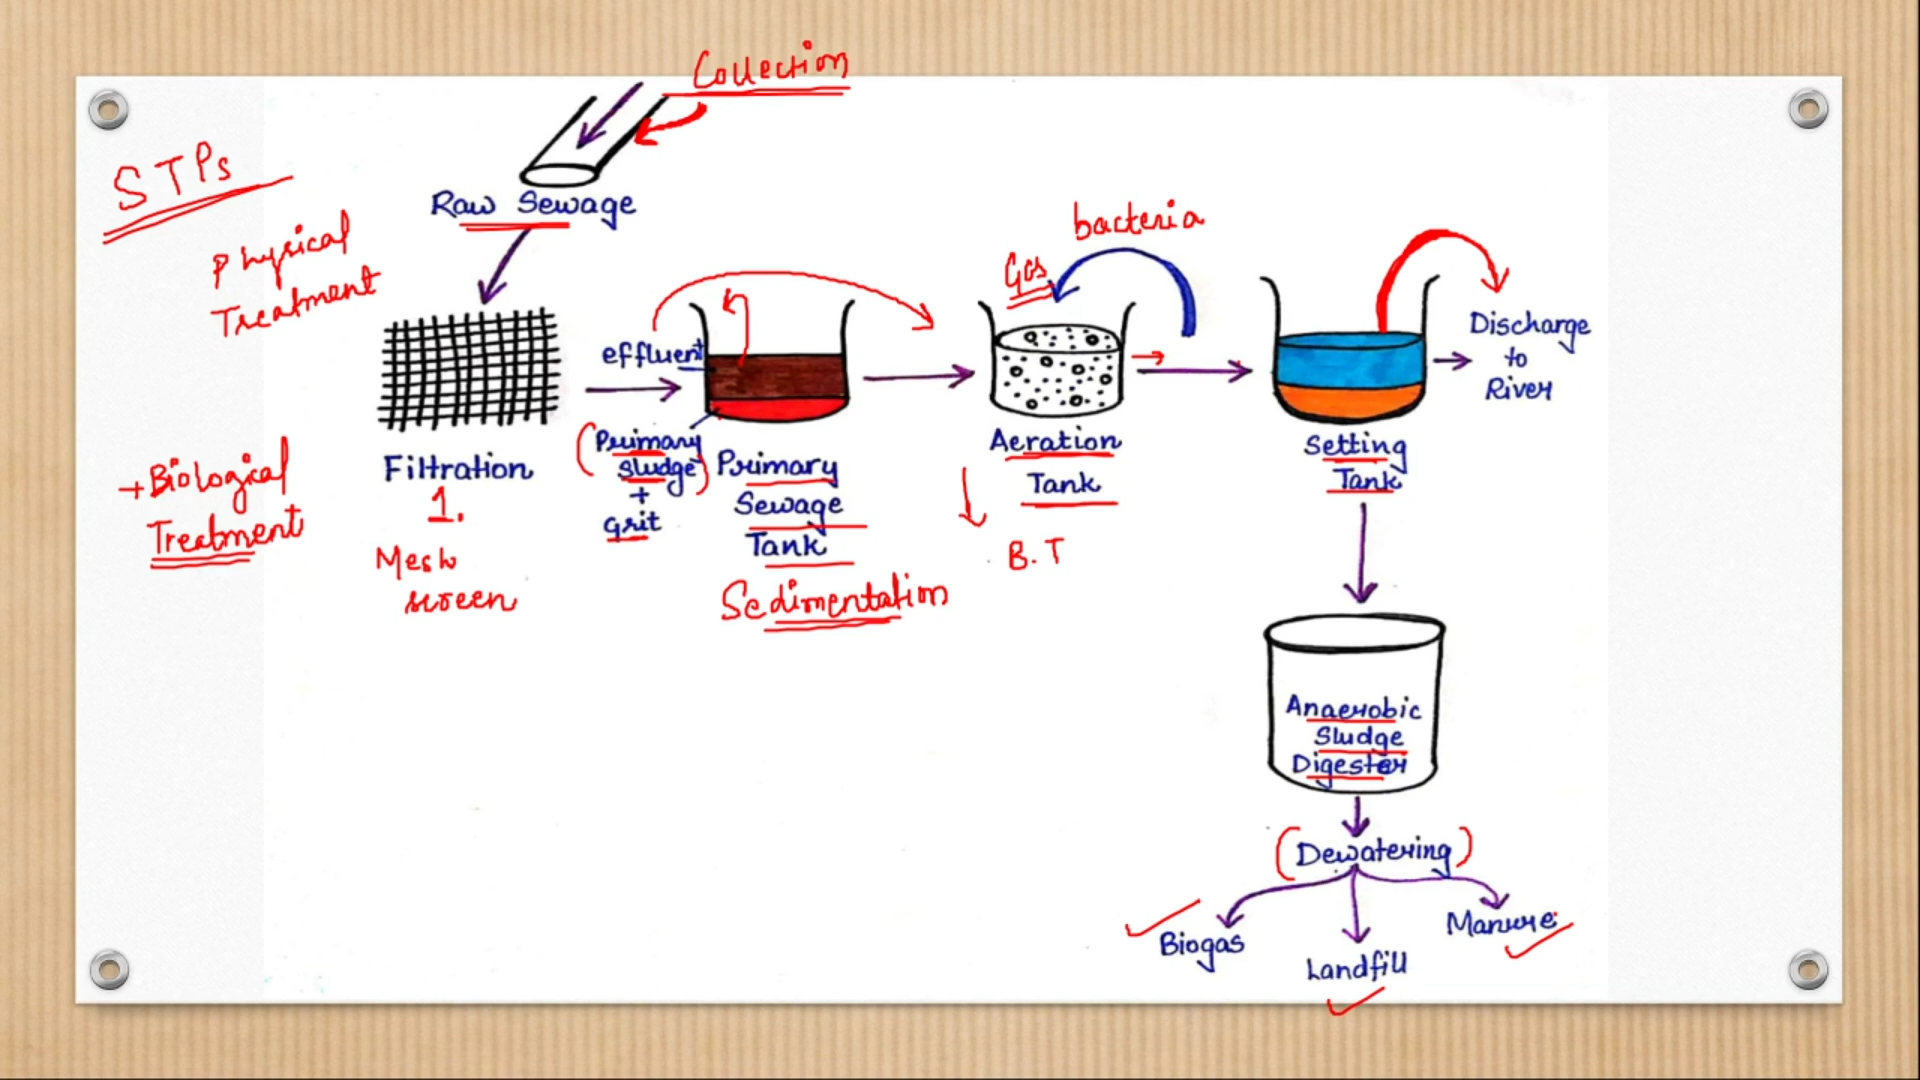 Collection
STPs
Raw Sewage
Physical
Treatment
bacteria
Gas
effluent
Discharge
to
River
(Primary
Sludge)
+
Grit
Filtration
1.
Mesh
screen
Primary
Sewage
Tank
Sedimentation
Aeration
Tank
B.T
Setting
Tank
+ Biological
Treatment
Anaerobic
Sludge
Digester
(Dewatering)
Biogas
Landfill
Manure